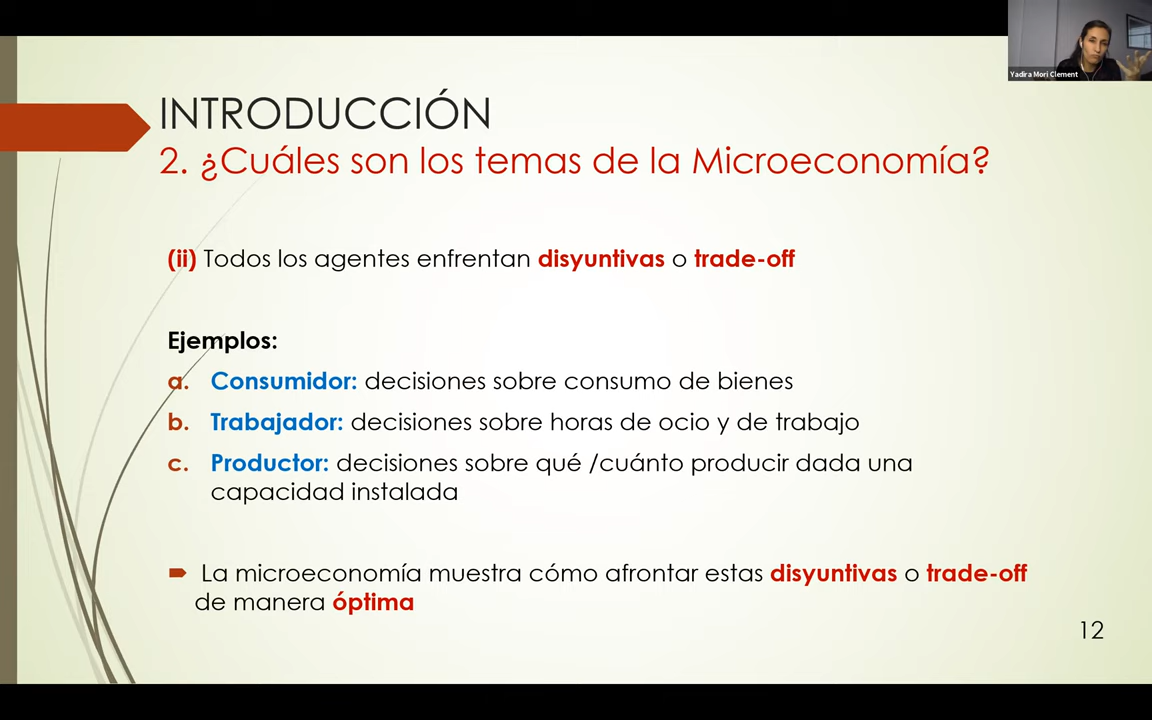 Yadira Mori Clement
INTRODUCCIÓN
2. ¿Cuáles son los temas de la Microeconomía?
(ii) Todos los agentes enfrentan disyuntivas o trade-off
Ejemplos:
a. Consumidor: decisiones sobre consumo de bienes
b. Trabajador: decisiones sobre horas de ocio y de trabajo
c. Productor: decisiones sobre qué /cuánto producir dada una
capacidad instalada
La microeconomía muestra cómo afrontar estas disyuntivas o trade-off
de manera óptima
12